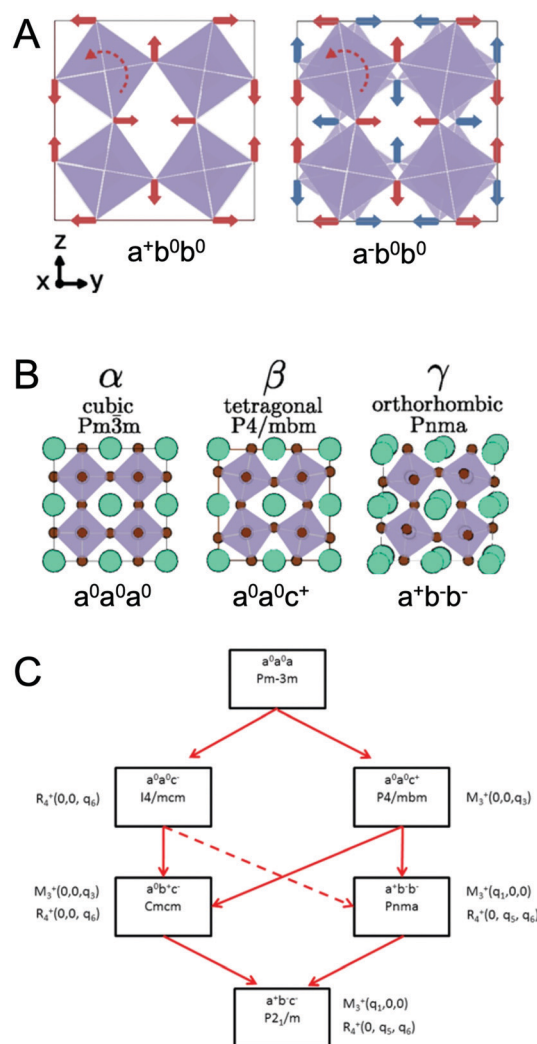 A
a⁺b⁰b⁰ a⁻b⁰b⁰
z
x y
B
α β γ
cubic tetragonal orthorhombic
Pm3̄m P4/mbm Pnma
a⁰a⁰a⁰ a⁰a⁰c⁺ a⁺b⁻b⁻
C
a⁰a⁰a
Pm-3m
a⁰a⁰c⁻ a⁰a⁰c⁺
R₄⁺(0,0, q₆) I4/mcm P4/mbm M₃⁺(0,0,q₃)
M₃⁺(0,0,q₃) a⁰b⁺c⁻ a⁺b⁻b⁻ M₃⁺(q₁,0,0)
R₄⁺(0,0, q₆) Cmcm Pnma R₄⁺(0, q₅, q₆)
a⁺b⁻c⁻ M₃⁺(q₁,0,0)
P2₁/m R₄⁺(0, q₅, q₆)